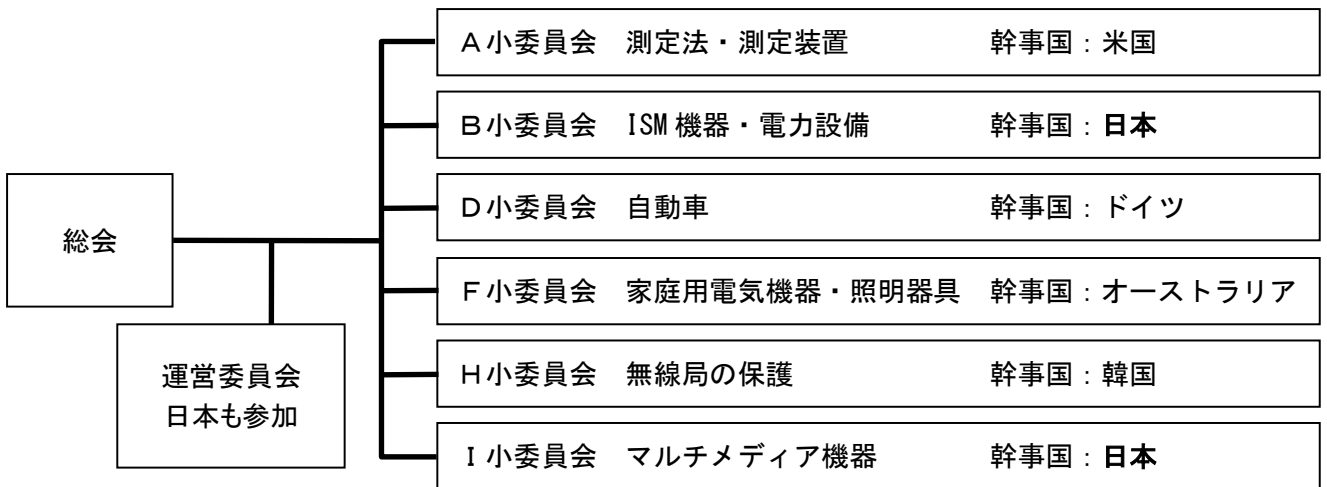 A小委員会 測定法・測定装置 幹事国：米国
B小委員会 ISM機器・電力設備 幹事国：日本
D小委員会 自動車 幹事国：ドイツ
総会
F小委員会 家庭用電気機器・照明器具 幹事国：オーストラリア
運営委員会
日本も参加
H小委員会 無線局の保護 幹事国：韓国
I小委員会 マルチメディア機器 幹事国：日本